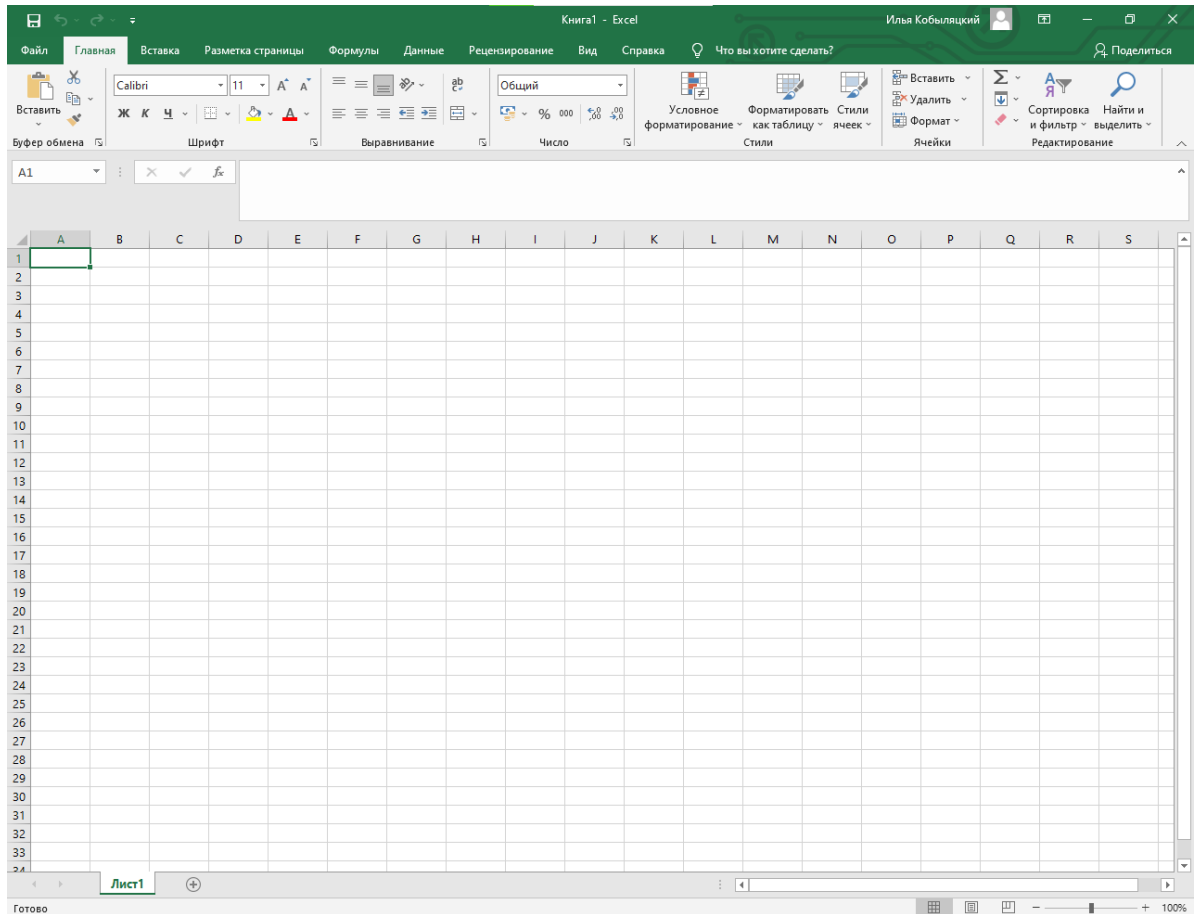 Книга1 - Excel
Илья Кобыляцкий
Файл Главная Вставка Разметка страницы Формулы Данные Рецензирование Вид Справка Что вы хотите сделать? Поделиться
Вставить
Буфер обмена
Calibri 11
Ж К Ч А
Шрифт
ab
Выравнивание
Общий
% 000
Число
Условное форматирование
Форматировать как таблицу
Стили ячеек
Стили
Вставить
Удалить
Формат
Ячейки
Сортировка и фильтр
Найти и выделить
Редактирование
A1 fx
A B C D E F G H I J K L M N O P Q R S
1
2
3
4
5
6
7
8
9
10
11
12
13
14
15
16
17
18
19
20
21
22
23
24
25
26
27
28
29
30
31
32
33
34
Лист1
Готово
100%